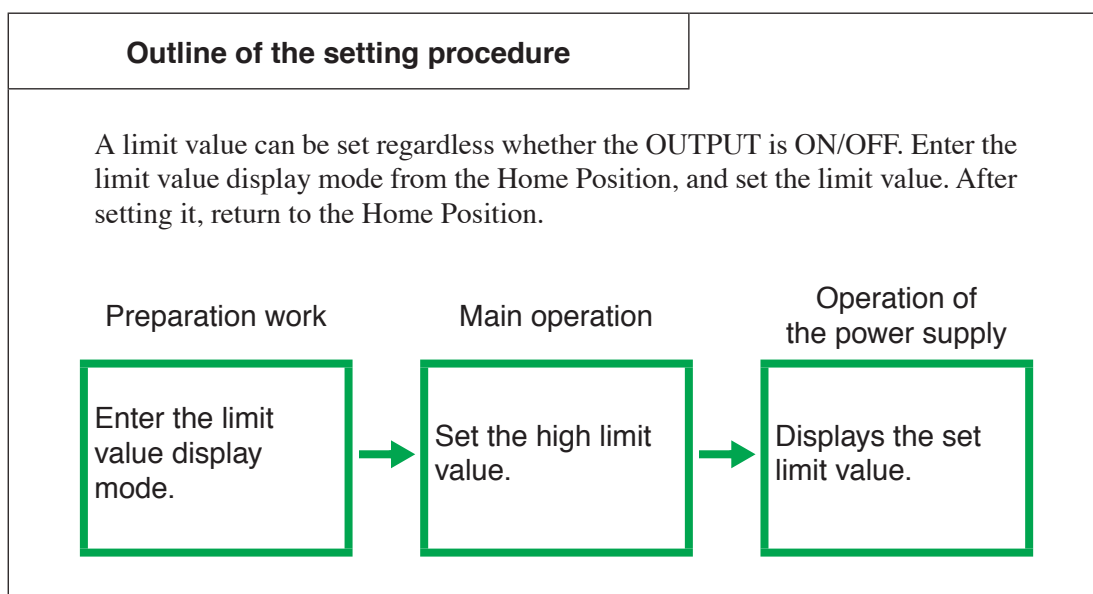 Outline of the setting procedure
A limit value can be set regardless whether the OUTPUT is ON/OFF. Enter the
limit value display mode from the Home Position, and set the limit value. After
setting it, return to the Home Position.
Preparation work
Enter the limit
value display
mode.
Main operation
Set the high limit
value.
Operation of
the power supply
Displays the set
limit value.